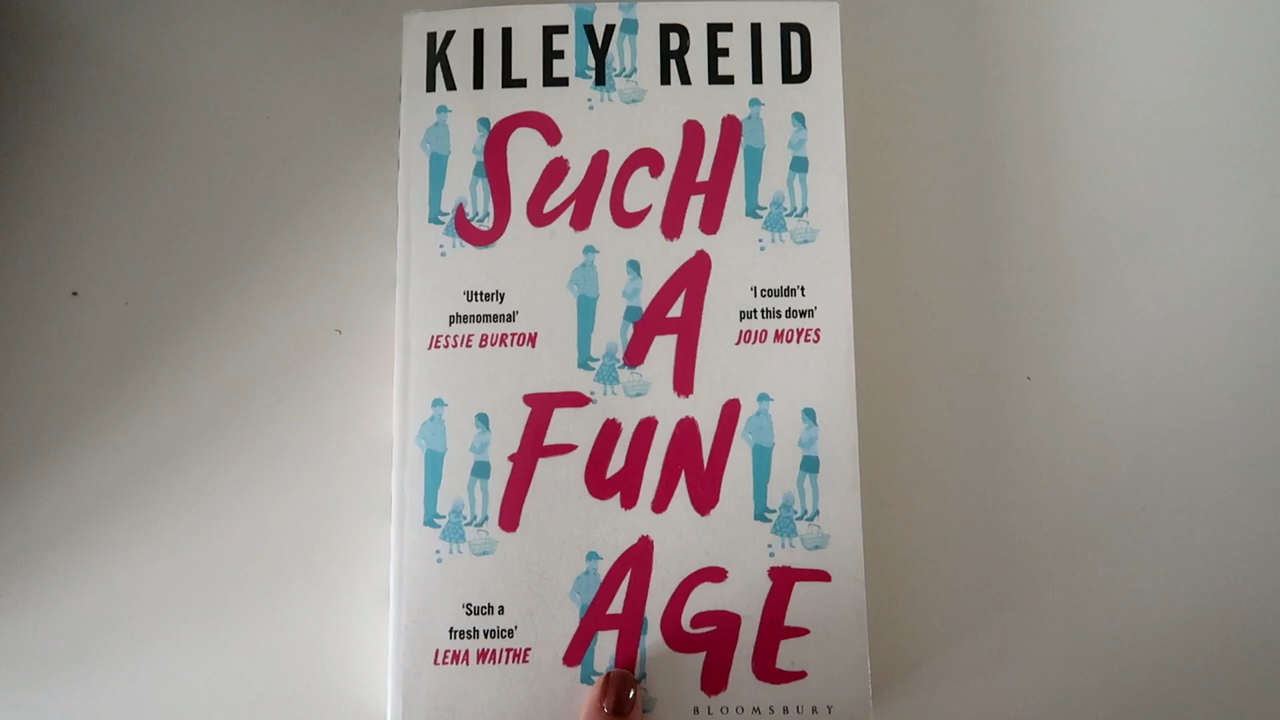 KILEY REID
SUCH
A
FUN
AGE
'Utterly
phenomenal'
JESSIE BURTON
'I couldn't
put this down'
JOJO MOYES
'Such a
fresh voice'
LENA WAITHE
BLOOMSBURY